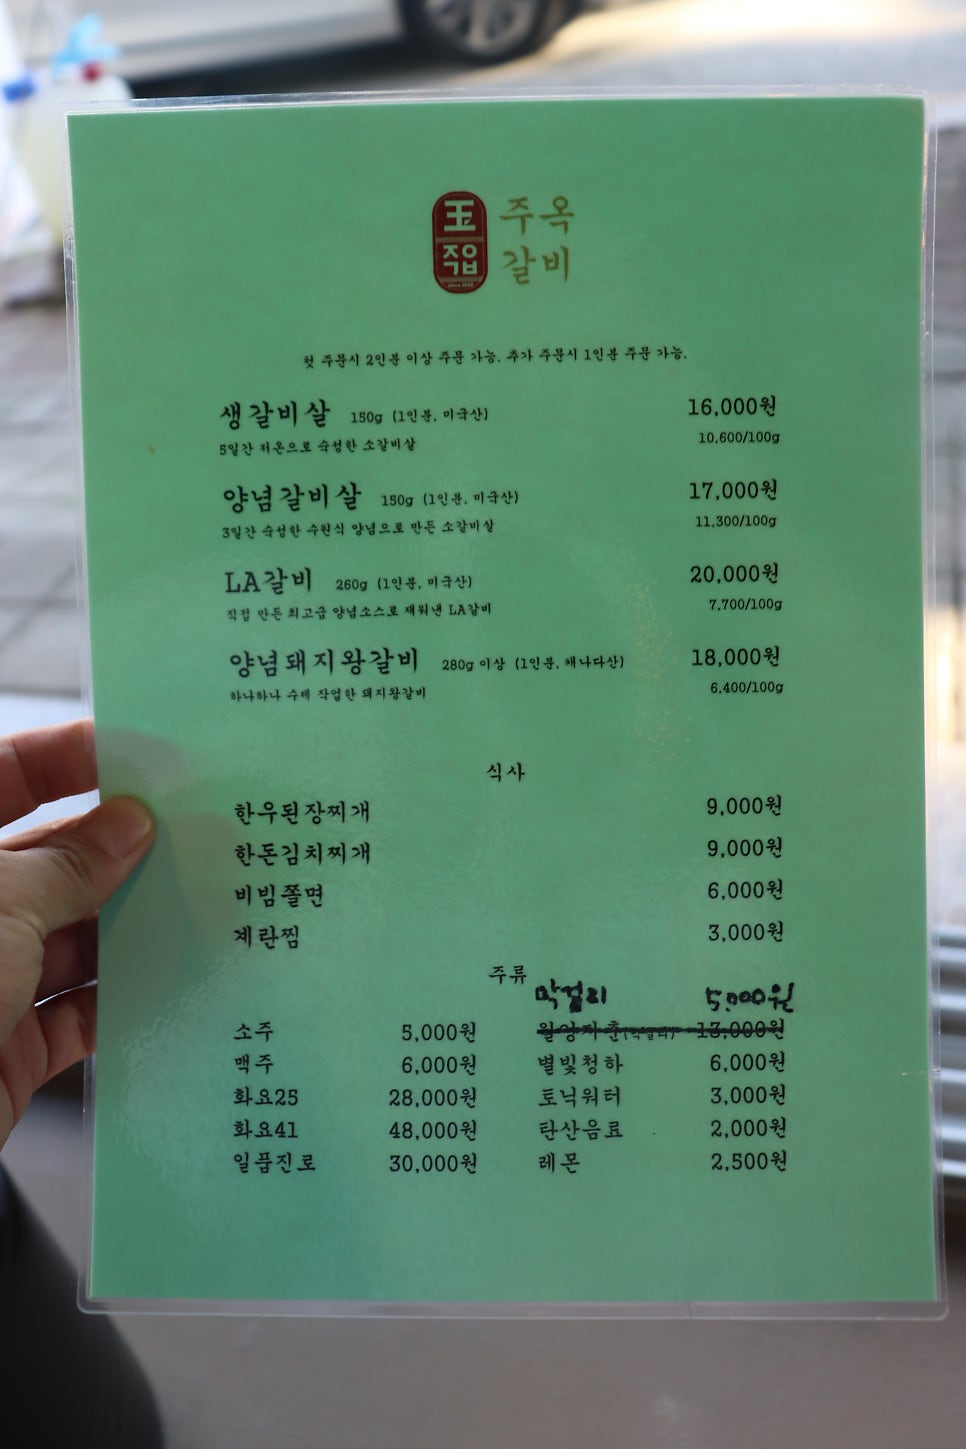 玉
주옥
갈비
직업
since 2022
첫 주문시 2인분 이상 주문 가능. 추가 주문시 1인분 주문 가능.
생갈비살 150g (1인분. 미국산) 16,000원
5일간 저온으로 숙성한 소갈비살 10,600/100g
양념갈비살 150g (1인분. 미국산) 17,000원
3일간 숙성한 수원식 양념으로 만든 소갈비살 11,300/100g
LA갈비 260g (1인분. 미국산) 20,000원
직접 만든 최고급 양념소스로 재워낸 LA갈비 7,700/100g
양념돼지왕갈비 280g 이상 (1인분. 캐나다산) 18,000원
하나하나 수제 작업한 돼지왕갈비 6,400/100g
식사
한우된장찌개 9,000원
한돈김치찌개 9,000원
비빔쫄면 6,000원
계란찜 3,000원
주류
막걸리 5,000원
소주 5,000원 13,000원
맥주 6,000원 별빛청하 6,000원
화요25 28,000원 토닉워터 3,000원
화요41 48,000원 탄산음료 2,000원
일품진로 30,000원 레몬 2,500원